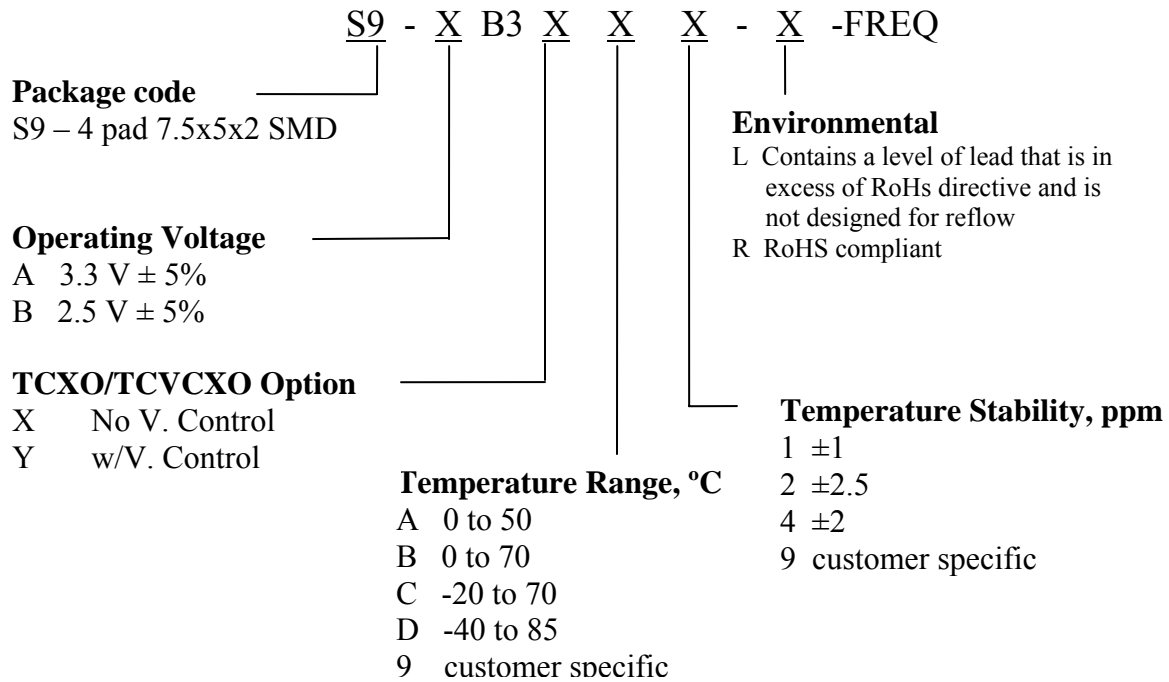 S9 - X B3 X X X - X -FREQ
Package code
S9 – 4 pad 7.5x5x2 SMD
Environmental
L Contains a level of lead that is in
excess of RoHs directive and is
not designed for reflow
R RoHS compliant
Operating Voltage
A 3.3 V ± 5%
B 2.5 V ± 5%
TCXO/TCVCXO Option
X No V. Control
Y w/V. Control
Temperature Range, ºC
A 0 to 50
B 0 to 70
C -20 to 70
D -40 to 85
9 customer specific
Temperature Stability, ppm
1 ±1
2 ±2.5
4 ±2
9 customer specific